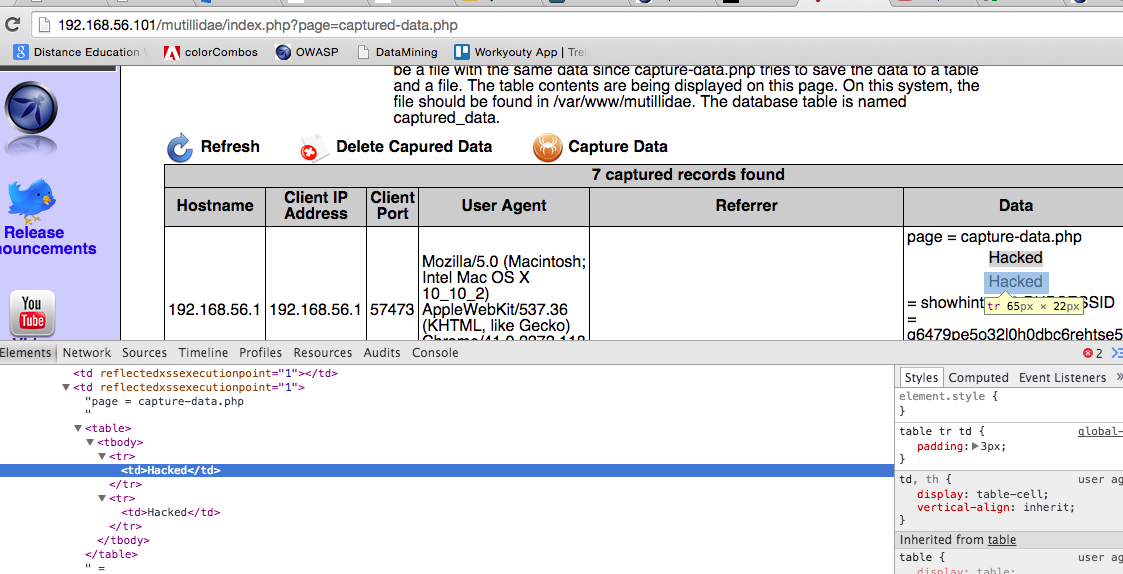 192.168.56.101/mutillidae/index.php?page=captured-data.php
Distance Education colorCombos OWASP DataMining Workyouty App | Trel
be a file with the same data since capture-data.php tries to save the data to a table
and a file. The table contents are being displayed on this page. On this system, the
file should be found in /var/www/mutillidae. The database table is named
captured_data.
Refresh Delete Capured Data Capture Data
7 captured records found
Hostname Client IP Address Client Port User Agent Referrer Data
Release
nouncements
You
Tube
192.168.56.1 192.168.56.1 57473
Mozilla/5.0 (Macintosh;
Intel Mac OS X
10_10_2)
AppleWebKit/537.36
(KHTML, like Gecko)
Chrome/41.0.2272.118
page = capture-data.php
Hacked
Hacked
= showhint
SSID
tr 65px × 22px
=
q6479pe5o32l0h0dbc6rehtse5
Elements Network Sources Timeline Profiles Resources Audits Console 2
<td reflectedxssexecutionpoint="1"></td>
<td reflectedxssexecutionpoint="1">
"page = capture-data.php
"
<table>
<tbody>
<tr>
<td>Hacked</td>
</tr>
<tr>
<td>Hacked</td>
</tr>
</tbody>
</table>
" =
Styles Computed Event Listeners »
element.style {
}
table tr td { global-
padding: 3px;
}
td, th { user ag
display: table-cell;
vertical-align: inherit;
}
Inherited from table
table { user ag
display: table;